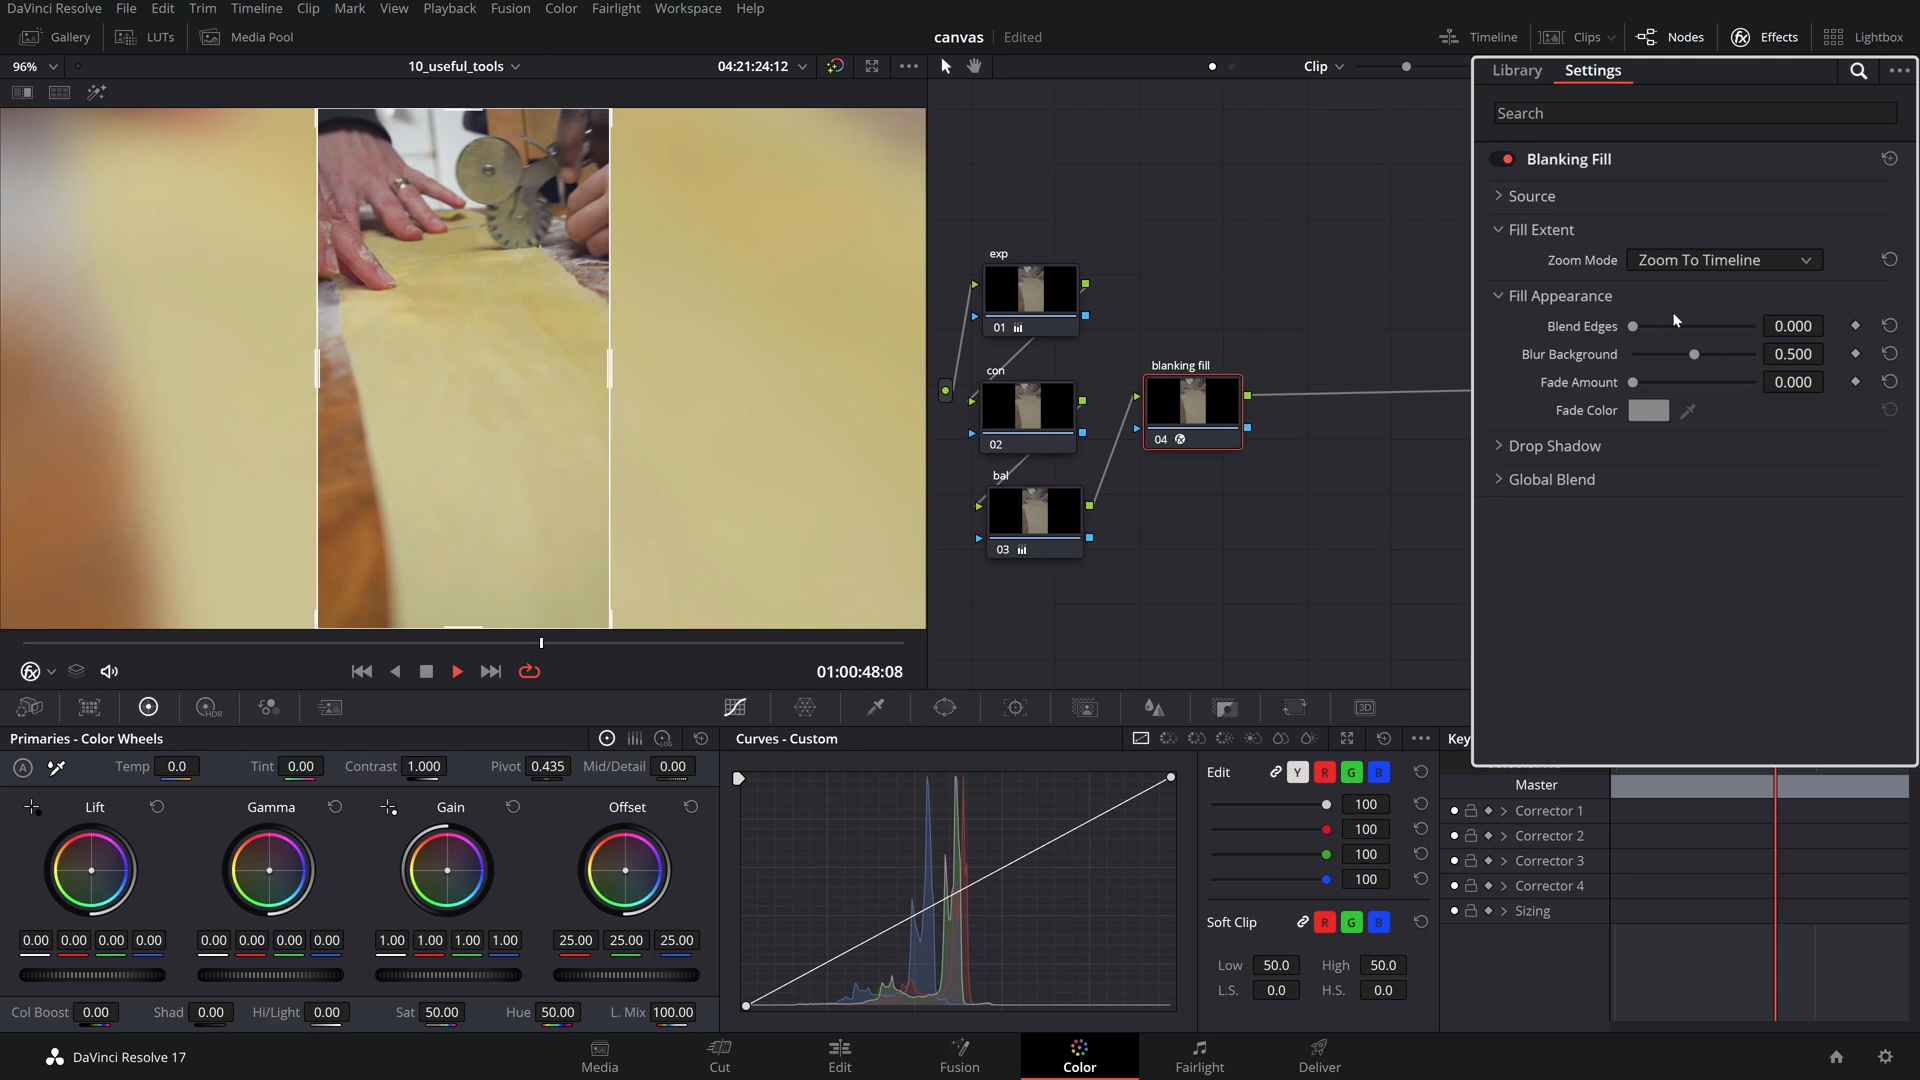 DaVinci Resolve File Edit Trim Timeline Clip Mark View Playback Fusion Color Fairlight Workspace Help
Gallery LUTs Media Pool canvas Edited Timeline Clips Nodes Effects Lightbox
96% 10_useful_tools 04:21:24:12 Clip
Library Settings
Search
Blanking Fill
Source
Fill Extent
Zoom Mode Zoom To Timeline
Fill Appearance
Blend Edges 0.000
Blur Background 0.500
Fade Amount 0.000
Fade Color
Drop Shadow
Global Blend
exp
01
con
02
bal
03
blanking fill
04
01:00:48:08
HDR
3D
Primaries - Color Wheels
LOG
Curves - Custom
Key
A Temp 0.0 Tint 0.00 Contrast 1.000 Pivot 0.435 Mid/Detail 0.00
Lift Gamma Gain Offset
0.00 0.00 0.00 0.00 0.00 0.00 0.00 0.00 1.00 1.00 1.00 1.00 25.00 25.00 25.00
Col Boost 0.00 Shad 0.00 Hi/Light 0.00 Sat 50.00 Hue 50.00 L. Mix 100.00
Edit Y R G B
100
100
100
100
Soft Clip R G B
Low 50.0 High 50.0
L.S. 0.0 H.S. 0.0
Master
Corrector 1
Corrector 2
Corrector 3
Corrector 4
Sizing
DaVinci Resolve 17
Media Cut Edit Fusion Color Fairlight Deliver